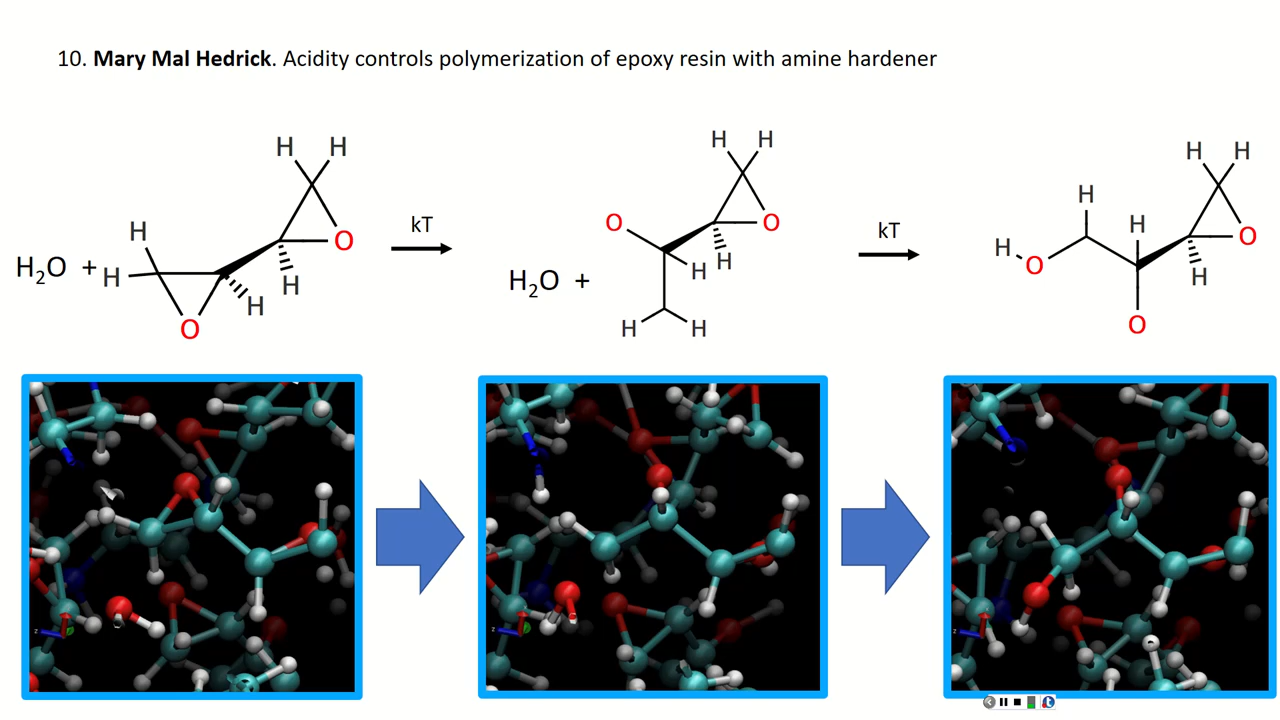 10. Mary Mal Hedrick. Acidity controls polymerization of epoxy resin with amine hardener
H H
H
H₂O + H
O
H
H
O
kT
H H
O
O
H
H
H₂O +
H H
kT
H H
H
H
H
O
O
H
O
z
z
z